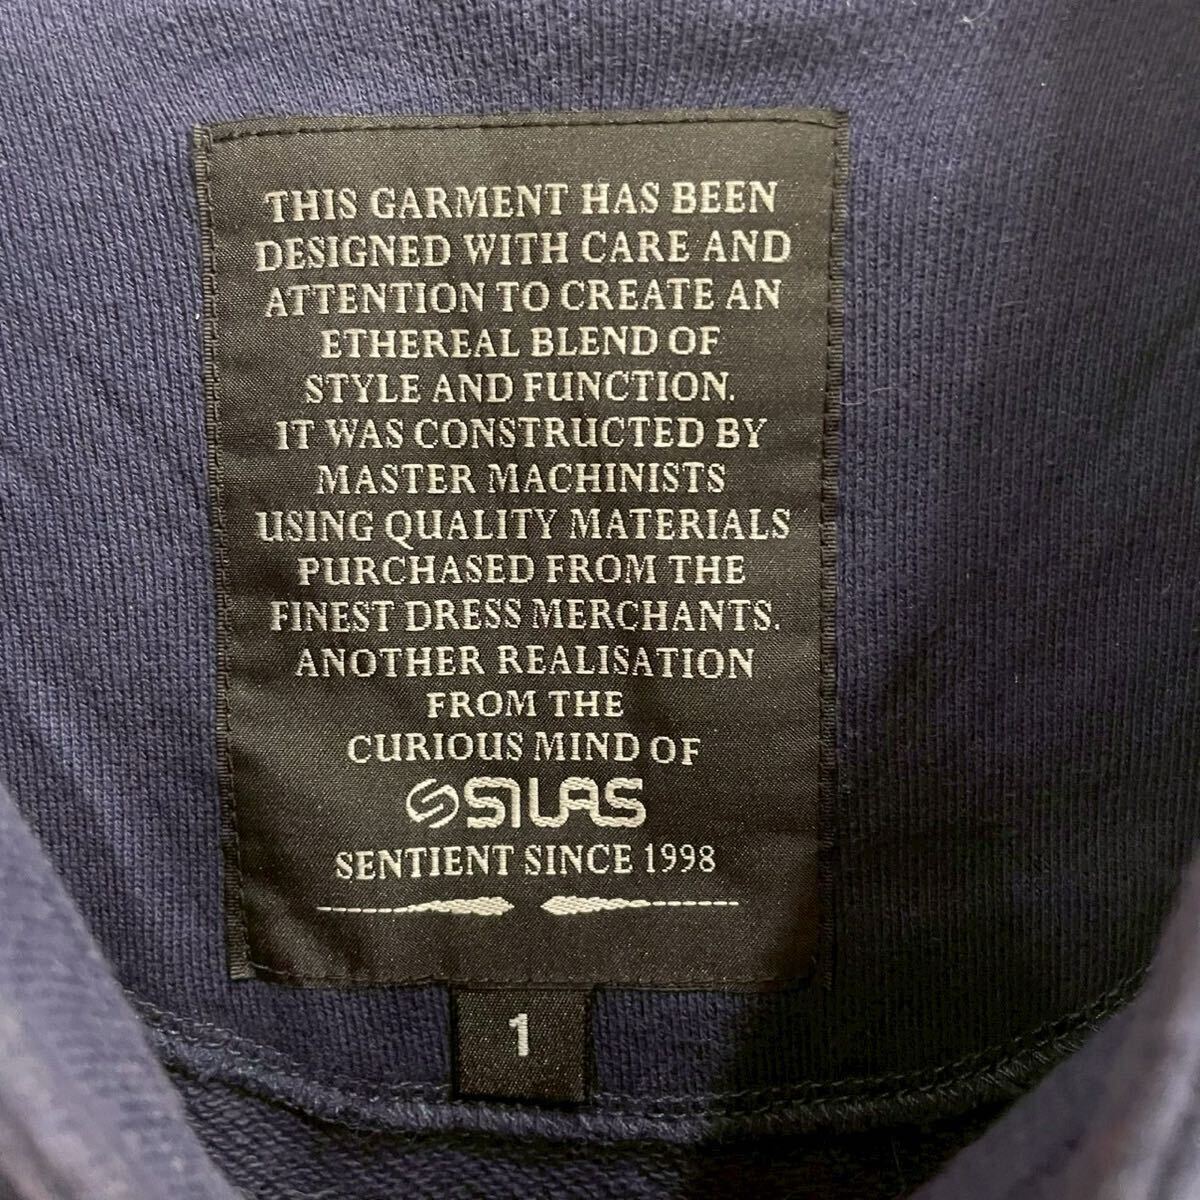 THIS GARMENT HAS BEEN
DESIGNED WITH CARE AND
ATTENTION TO CREATE AN
ETHEREAL BLEND OF
STYLE AND FUNCTION.
IT WAS CONSTRUCTED BY
MASTER MACHINISTS
USING QUALITY MATERIALS
PURCHASED FROM THE
FINEST DRESS MERCHANTS.
ANOTHER REALISATION
FROM THE
CURIOUS MIND OF
SILAS
SENTIENT SINCE 1998
1